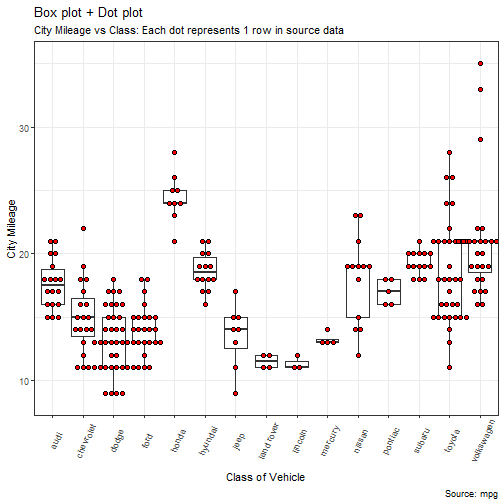 Box plot + Dot plot
City Mileage vs Class: Each dot represents 1 row in source data
City Mileage
30
20
10
audi
chevrolet
dodge
ford
honda
hyundai
jeep
land rover
lincoln
mercury
nissan
pontiac
subaru
toyota
volkswagen
Class of Vehicle
Source: mpg